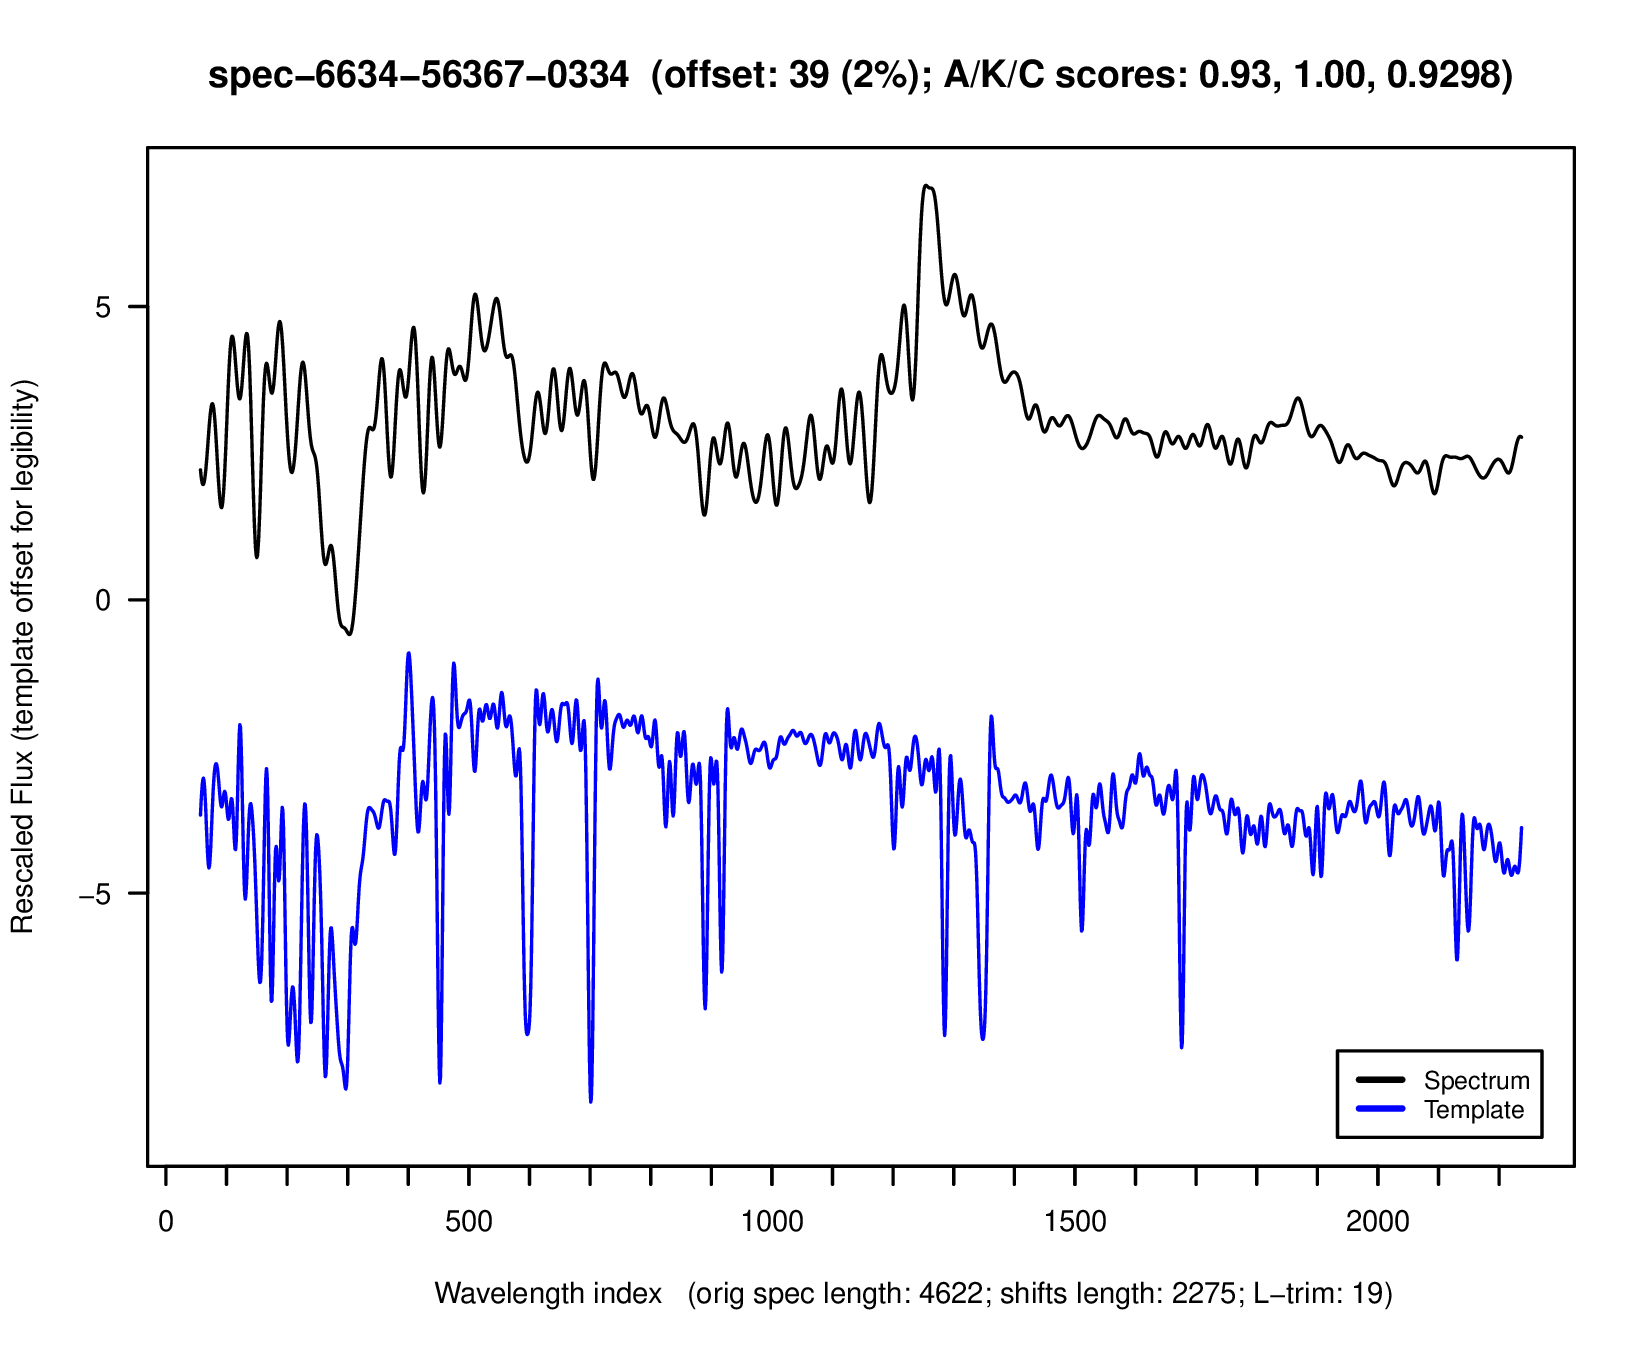 spec−6634−56367−0334 (offset: 39 (2%); A/K/C scores: 0.93, 1.00, 0.9298)
Rescaled Flux (template offset for legibility)
5
0
−5
Spectrum
Template
0 500 1000 1500 2000
Wavelength index (orig spec length: 4622; shifts length: 2275; L−trim: 19)